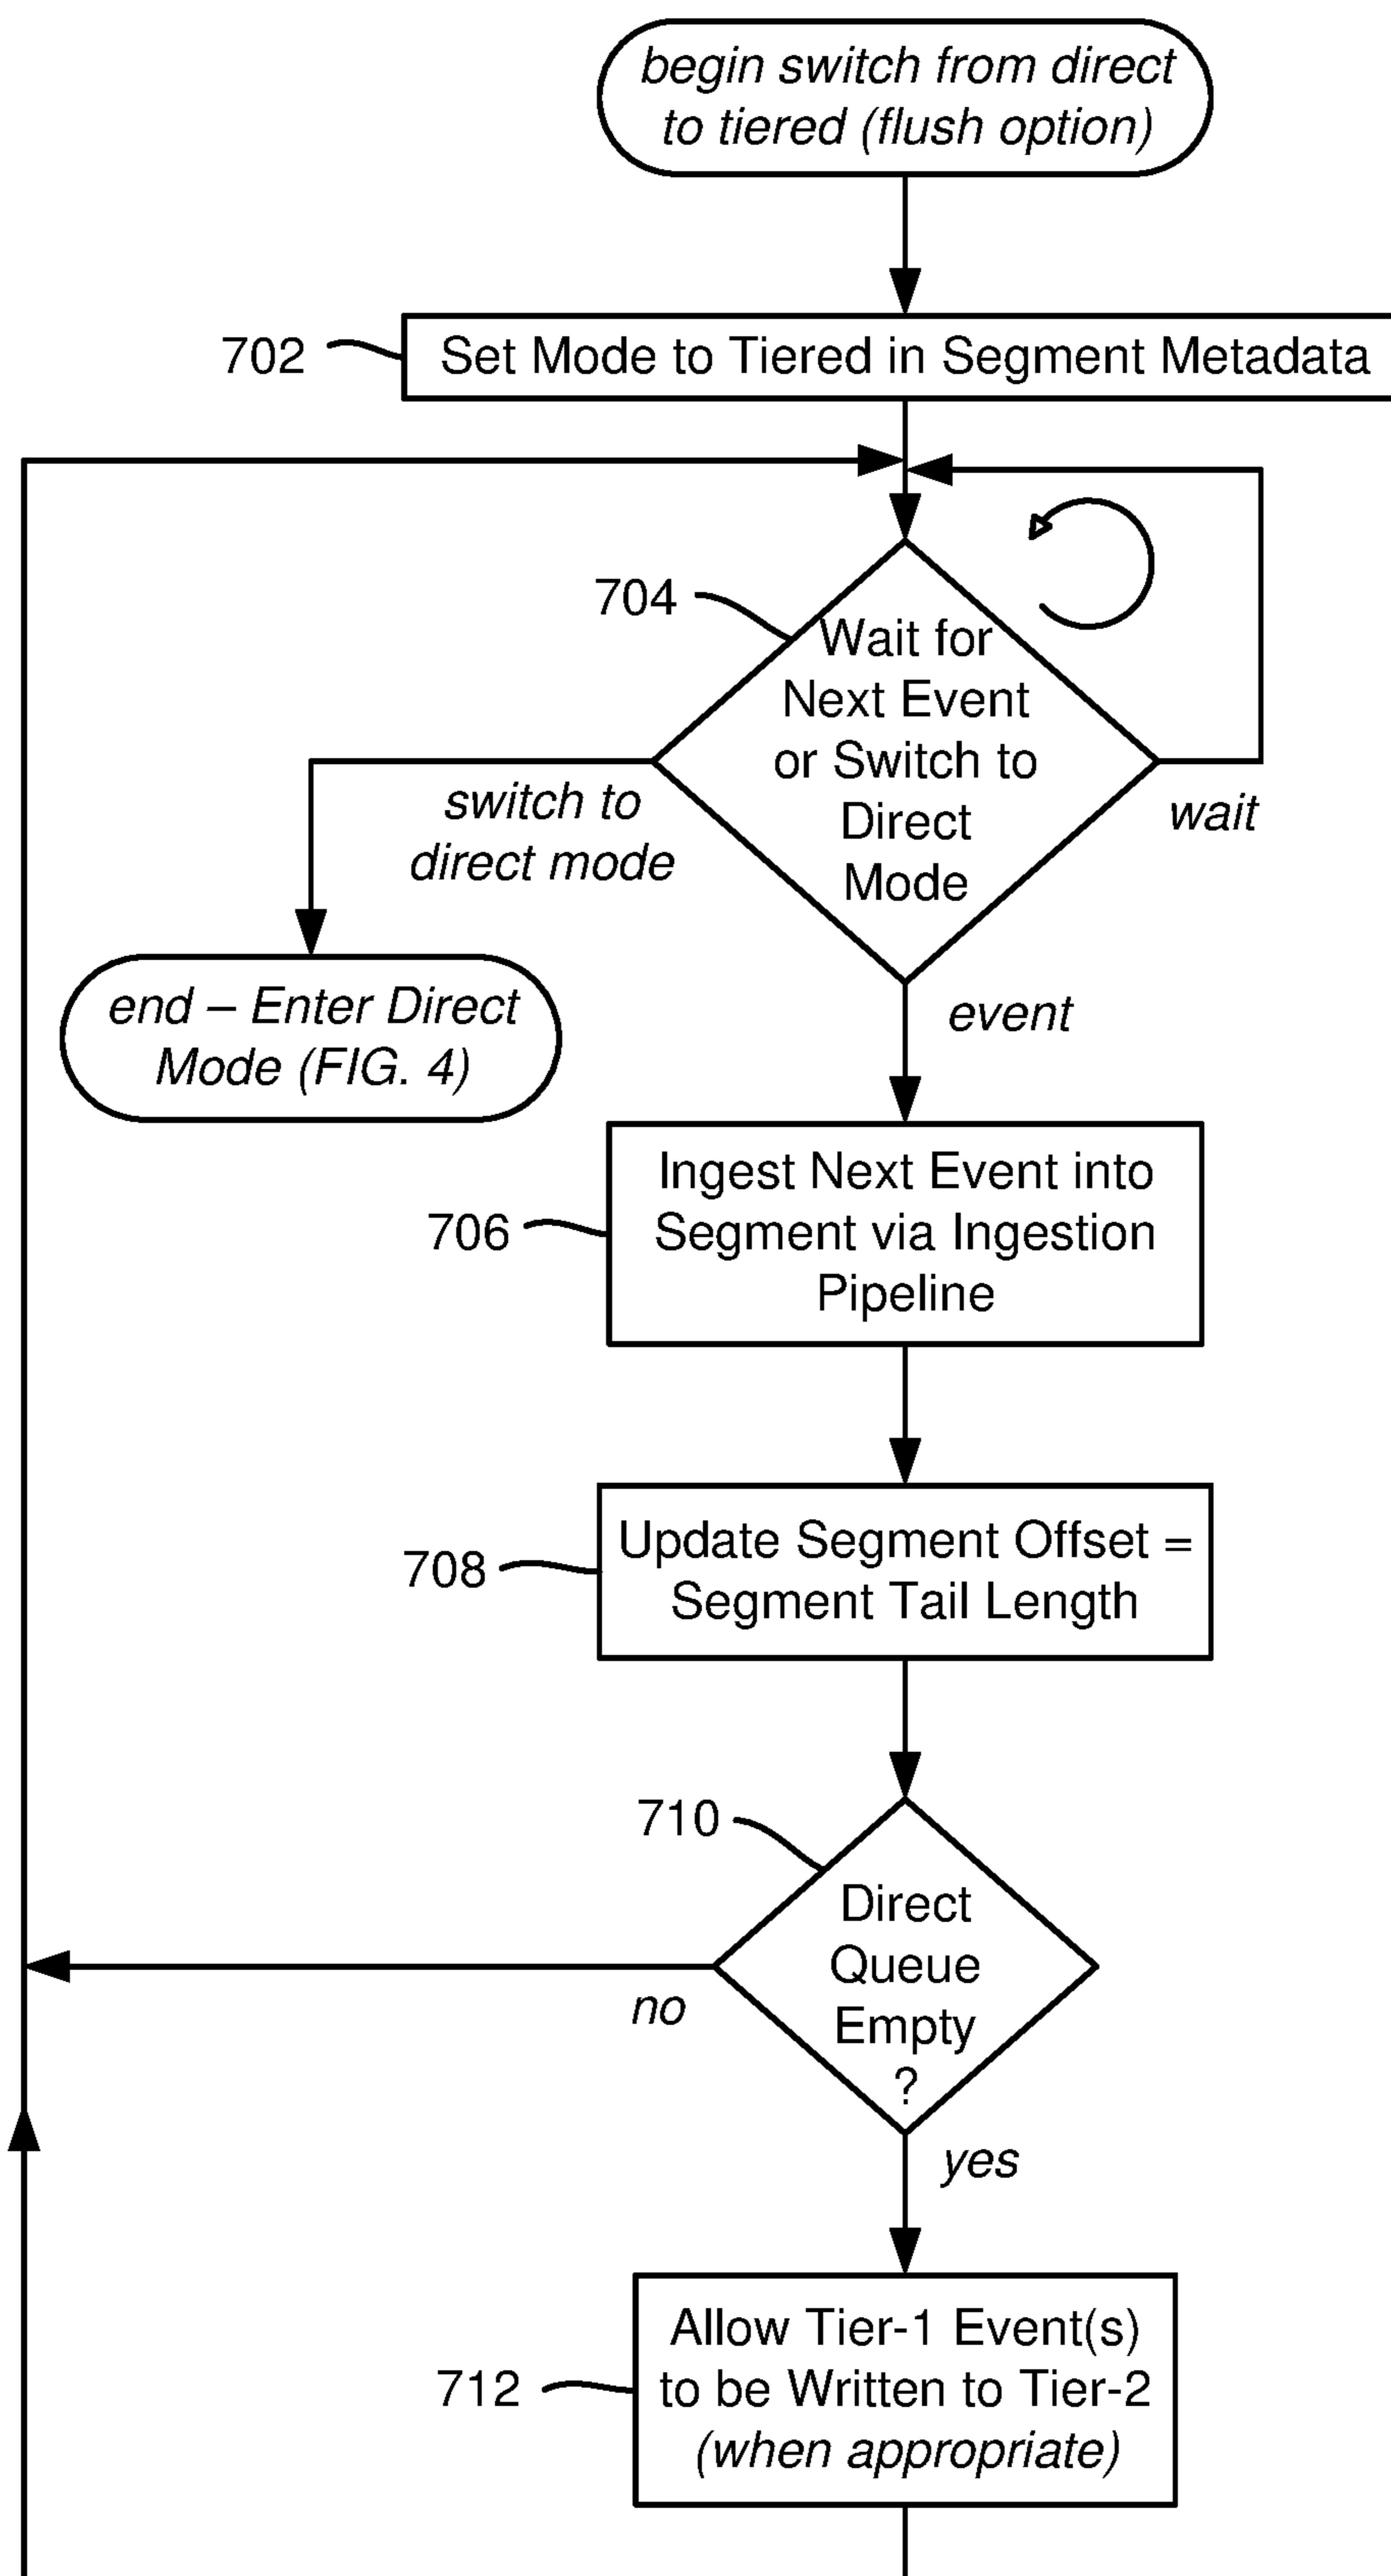 begin switch from direct
to tiered (flush option)
702
Set Mode to Tiered in Segment Metadata
704
Wait for
Next Event
or Switch to
Direct
Mode
switch to
direct mode
wait
end – Enter Direct
Mode (FIG. 4)
event
706
Ingest Next Event into
Segment via Ingestion
Pipeline
708
Update Segment Offset =
Segment Tail Length
710
Direct
Queue
Empty
?
no
yes
712
Allow Tier-1 Event(s)
to be Written to Tier-2
(when appropriate)